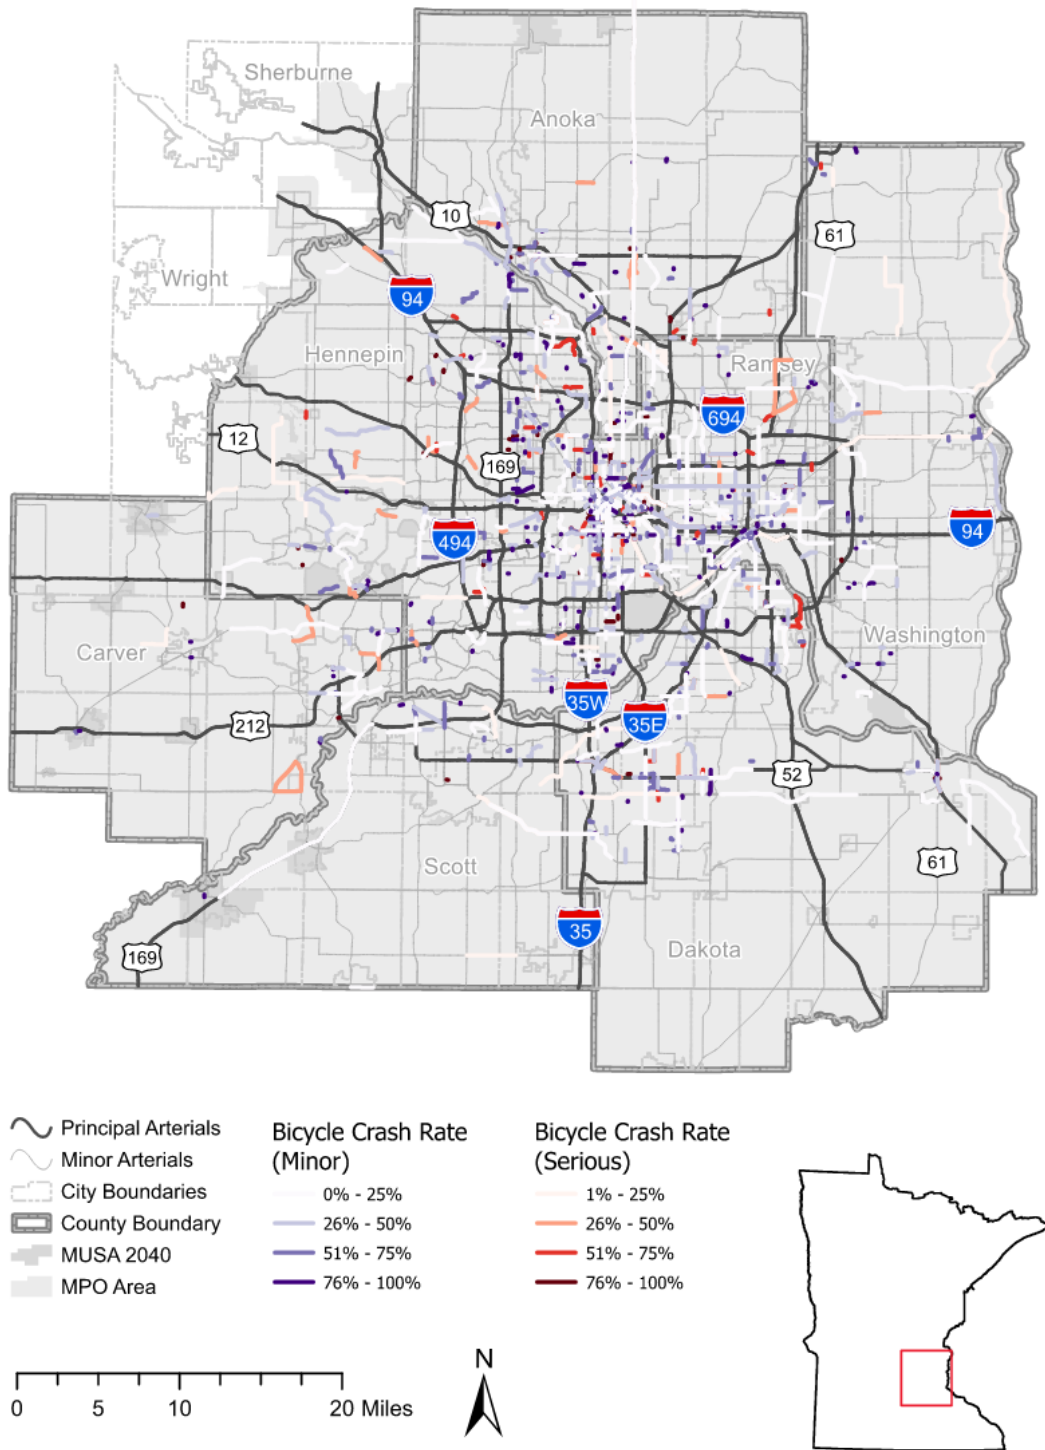 Sherburne
Anoka
10
61
Wright
94
Hennepin
Ramsey
694
12
169
494
94
Carver
Washington
35W
35E
212
52
Scott
61
35
169
Dakota
Principal Arterials
Minor Arterials
City Boundaries
County Boundary
MUSA 2040
MPO Area
Bicycle Crash Rate
(Minor)
0% - 25%
26% - 50%
51% - 75%
76% - 100%
Bicycle Crash Rate
(Serious)
1% - 25%
26% - 50%
51% - 75%
76% - 100%
0 5 10 20 Miles
N